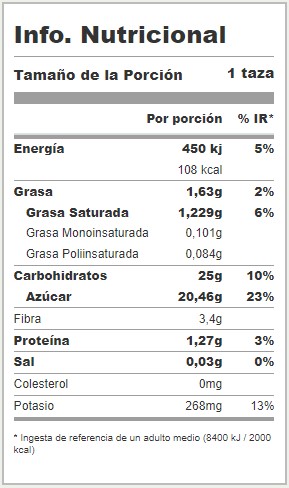 Info. Nutricional
Tamaño de la Porción 1 taza
Por porción % IR*
Energía 450 kj 5%
108 kcal
Grasa 1,63g 2%
Grasa Saturada 1,229g 6%
Grasa Monoinsaturada 0,101g
Grasa Poliinsaturada 0,084g
Carbohidratos 25g 10%
Azúcar 20,46g 23%
Fibra 3,4g
Proteína 1,27g 3%
Sal 0,03g 0%
Colesterol 0mg
Potasio 268mg 13%
* Ingesta de referencia de un adulto medio (8400 kJ / 2000
kcal)